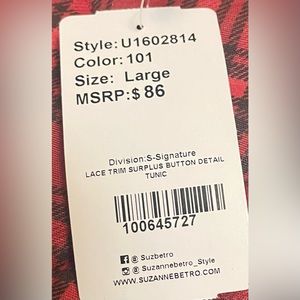 Style:U1602814
Color:101
Size: Large
MSRP:$ 86
Division:S-Signature
LACE TRIM SURPLUS BUTTON DETAIL
TUNIC
100645727
@ Suzbetro
@ Suzannebetro_Style
WWW.SUZANNEBETRO.COM